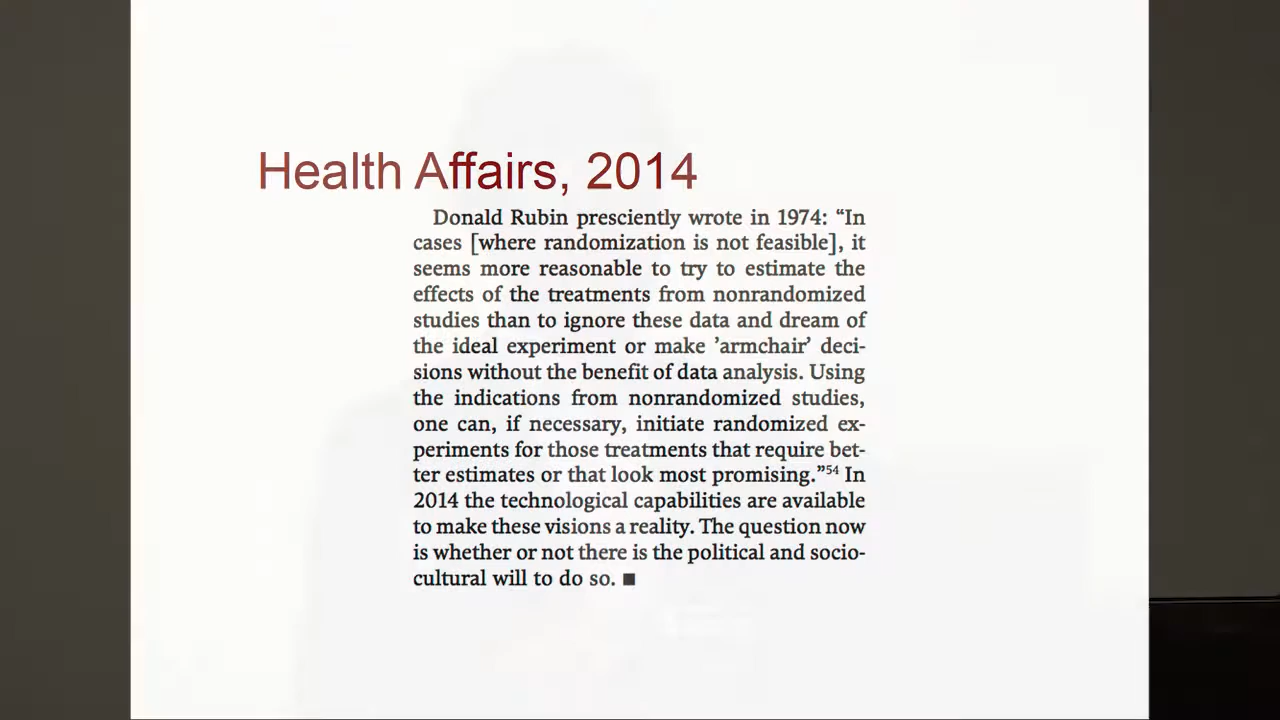 Health Affairs, 2014
Donald Rubin presciently wrote in 1974: “In
cases [where randomization is not feasible], it
seems more reasonable to try to estimate the
effects of the treatments from nonrandomized
studies than to ignore these data and dream of
the ideal experiment or make ’armchair’ deci-
sions without the benefit of data analysis. Using
the indications from nonrandomized studies,
one can, if necessary, initiate randomized ex-
periments for those treatments that require bet-
ter estimates or that look most promising.”54 In
2014 the technological capabilities are available
to make these visions a reality. The question now
is whether or not there is the political and socio-
cultural will to do so. ■